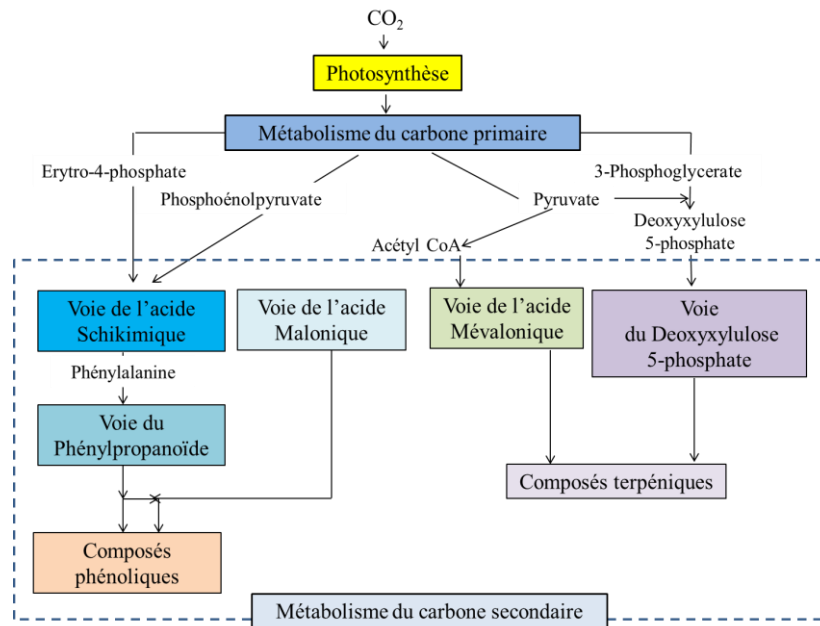 CO₂
Photosynthèse
Métabolisme du carbone primaire
Erytro-4-phosphate
Phosphoénolpyruvate
Pyruvate
3-Phosphoglycerate
Deoxyxylulose
5-phosphate
Acétyl CoA
Voie de l'acide
Schikimique
Voie de l'acide
Malonique
Voie de l'acide
Mévalonique
Voie
du Deoxyxylulose
5-phosphate
Phénylalanine
Voie du
Phénylpropanoïde
Composés terpéniques
Composés
phénoliques
Métabolisme du carbone secondaire